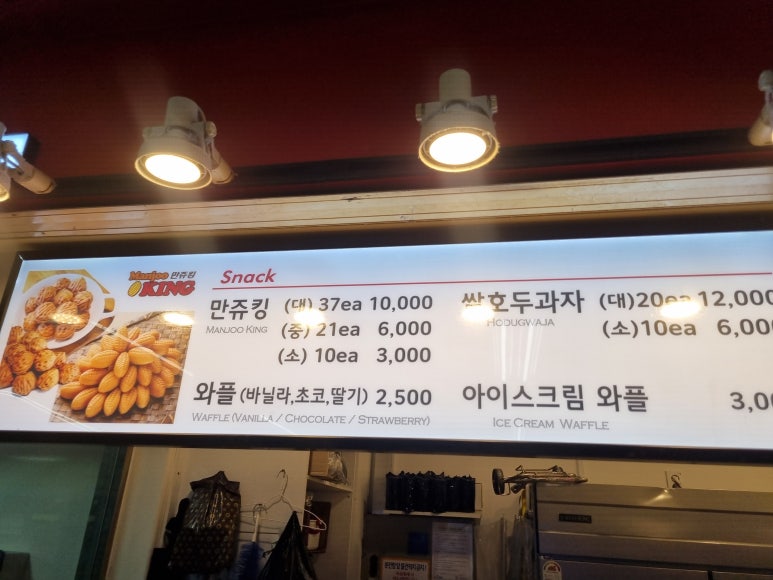 Manjoo 만쥬킹
KING
Snack
만쥬킹 (대) 37ea 10,000
MANJOO KING (중) 21ea 6,000
(소) 10ea 3,000
쌀호두과자 (대)20ea 12,000
HODUGWAJA (소)10ea 6,00
와플 (바닐라,초코,딸기) 2,500
WAFFLE (VANILLA / CHOCOLATE / STRAWBERRY)
아이스크림 와플 3,0
ICE CREAM WAFFLE